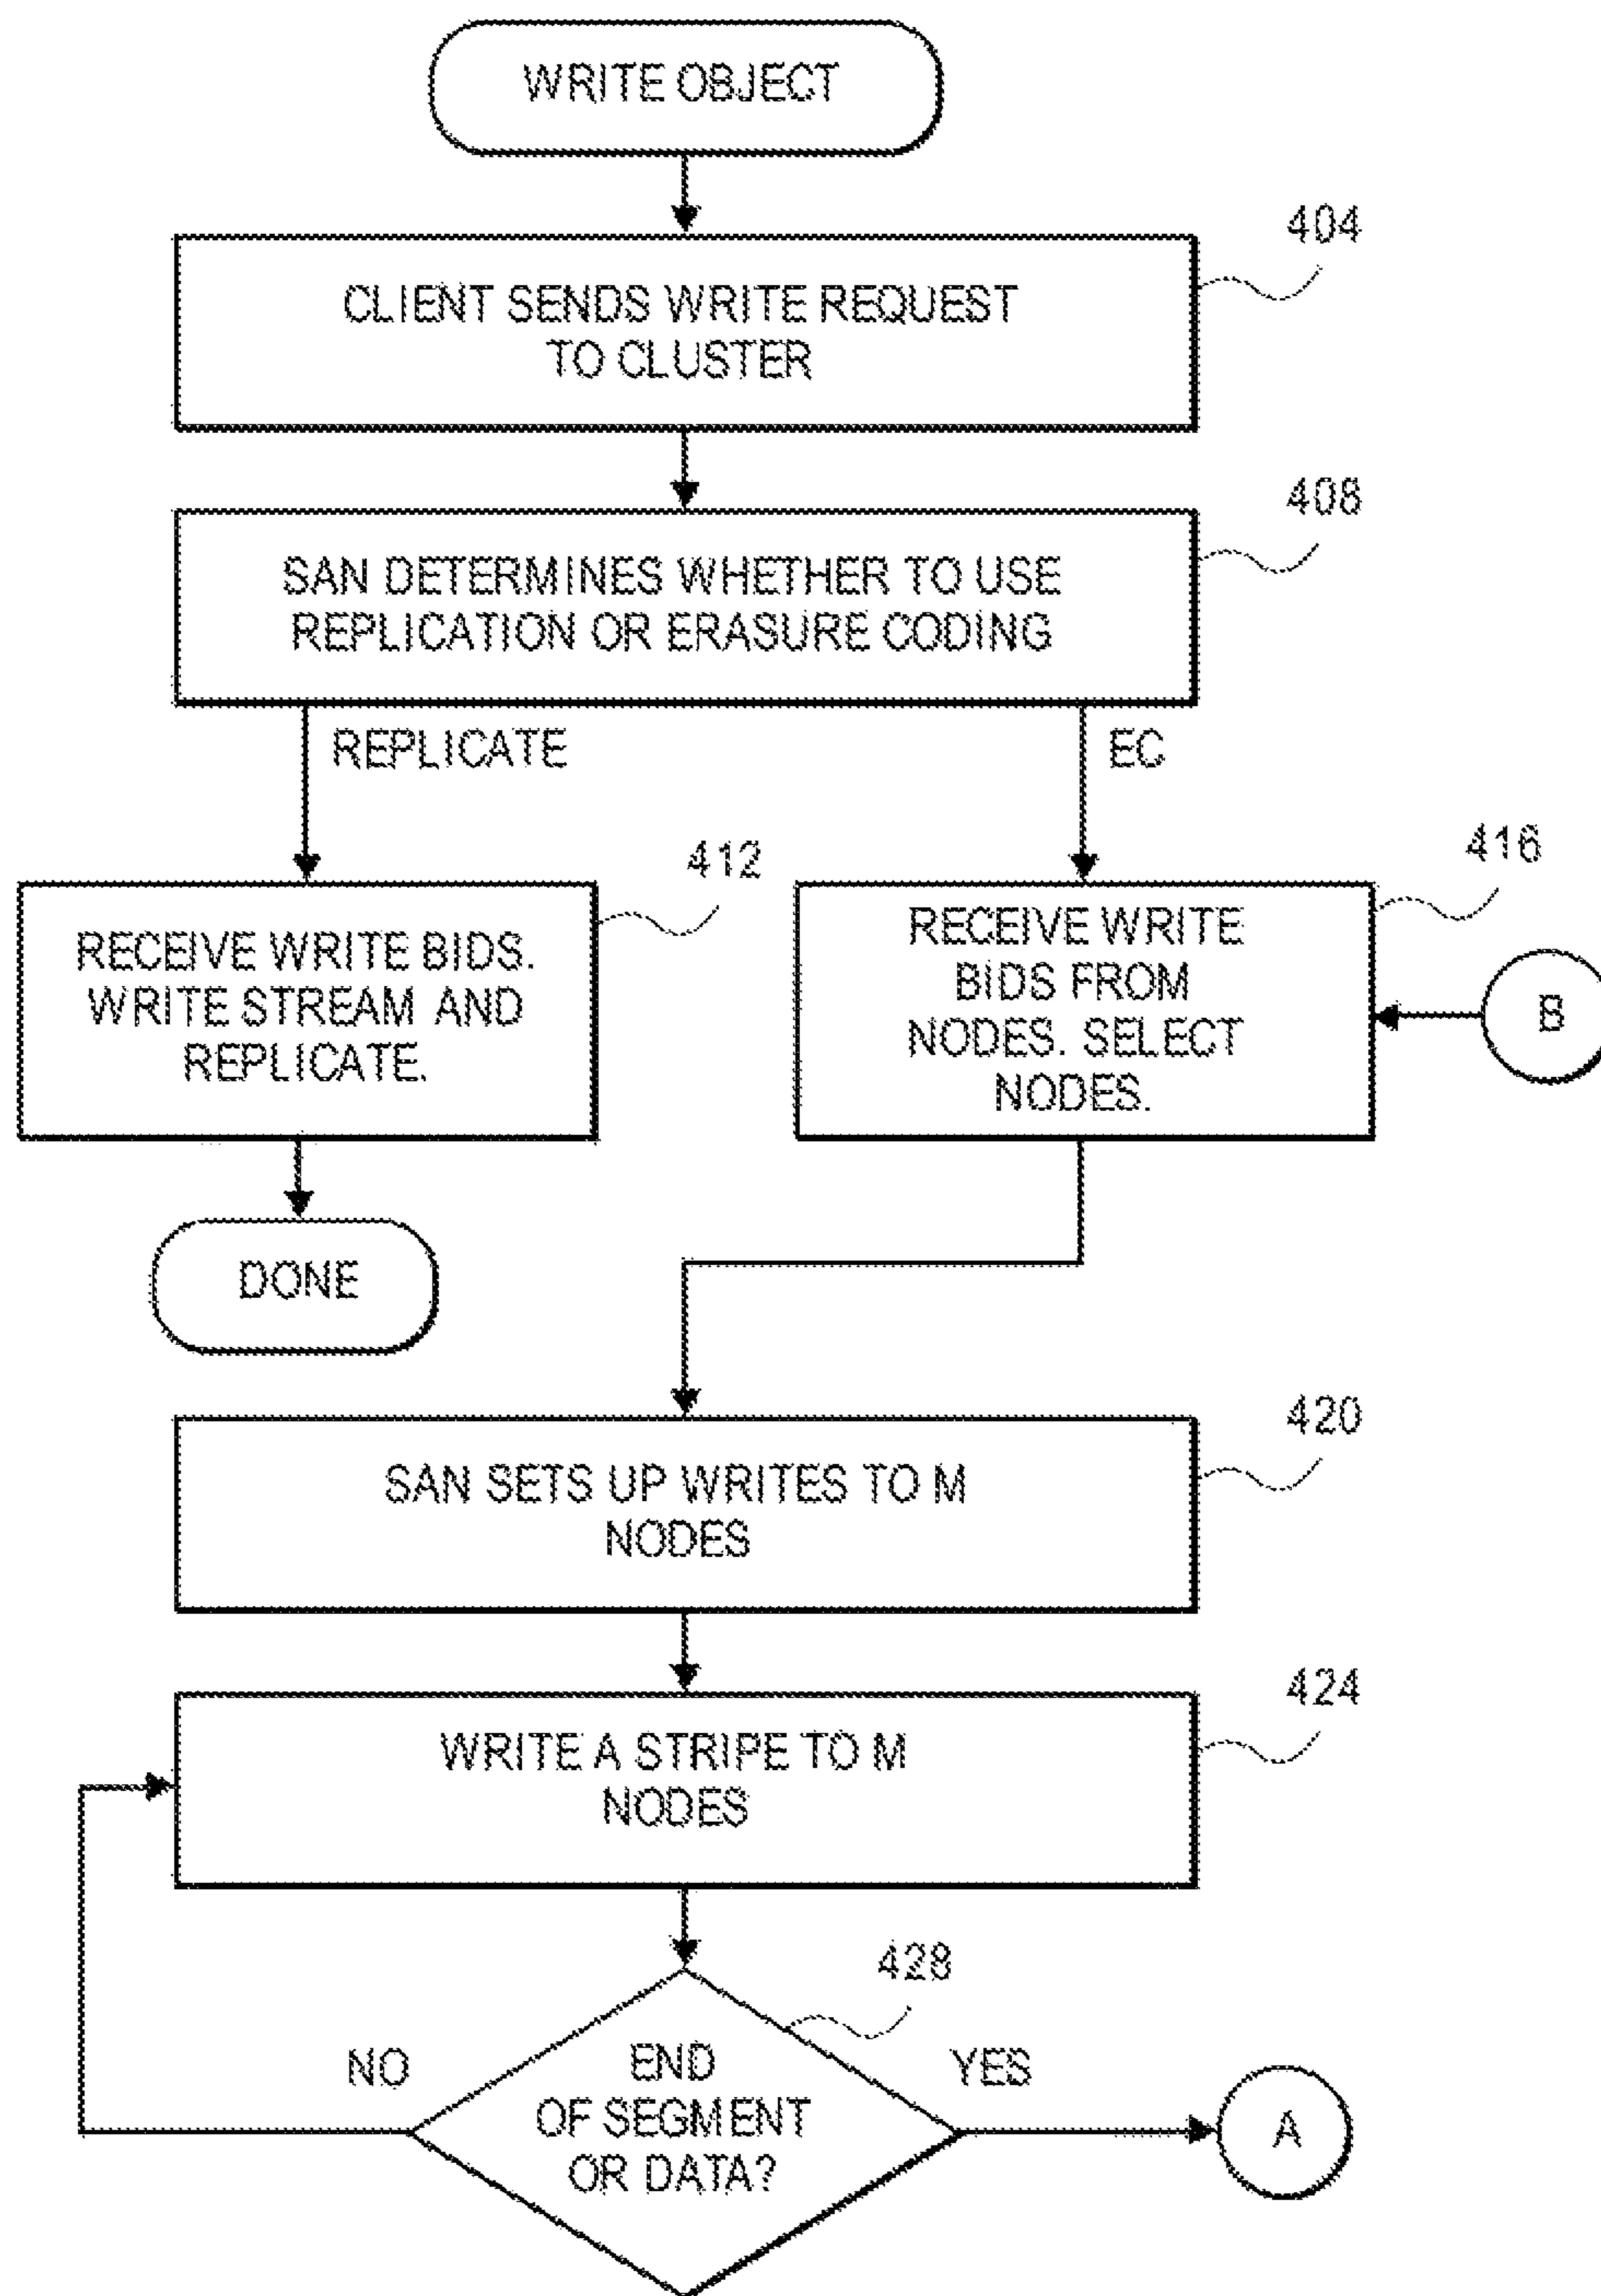 WRITE OBJECT
404
CLIENT SENDS WRITE REQUEST
TO CLUSTER
408
SAN DETERMINES WHETHER TO USE
REPLICATION OR ERASURE CODING
REPLICATE
EC
412
RECEIVE WRITE BIDS.
WRITE STREAM AND
REPLICATE.
416
RECEIVE WRITE
BIDS FROM
NODES. SELECT
NODES.
B
DONE
420
SAN SETS UP WRITES TO M
NODES
424
WRITE A STRIPE TO M
NODES
428
NO
END
OF SEGMENT
OR DATA?
YES
A